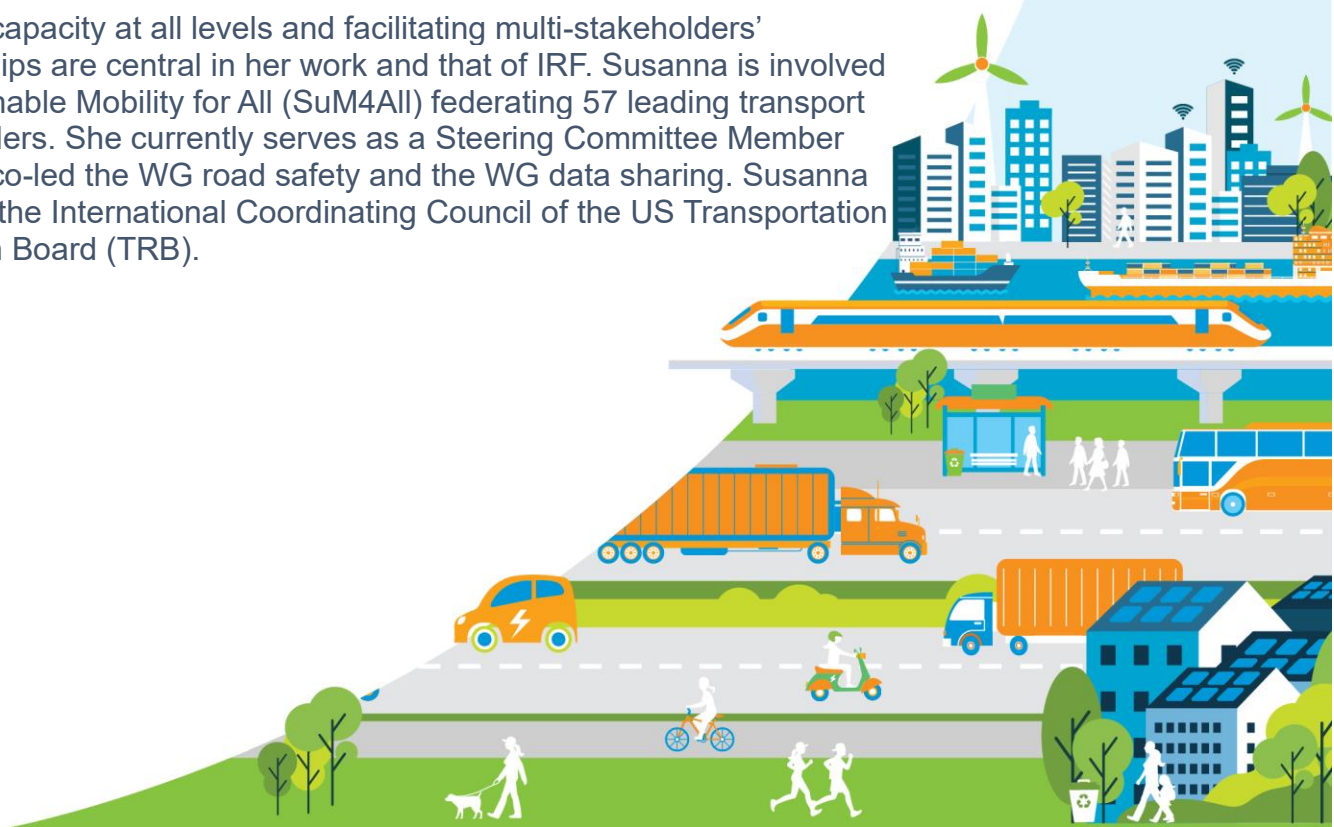 capacity at all levels and facilitating multi-stakeholders’
ips are central in her work and that of IRF. Susanna is involved
nable Mobility for All (SuM4All) federating 57 leading transport
lers. She currently serves as a Steering Committee Member
co-led the WG road safety and the WG data sharing. Susanna
the International Coordinating Council of the US Transportation
n Board (TRB).